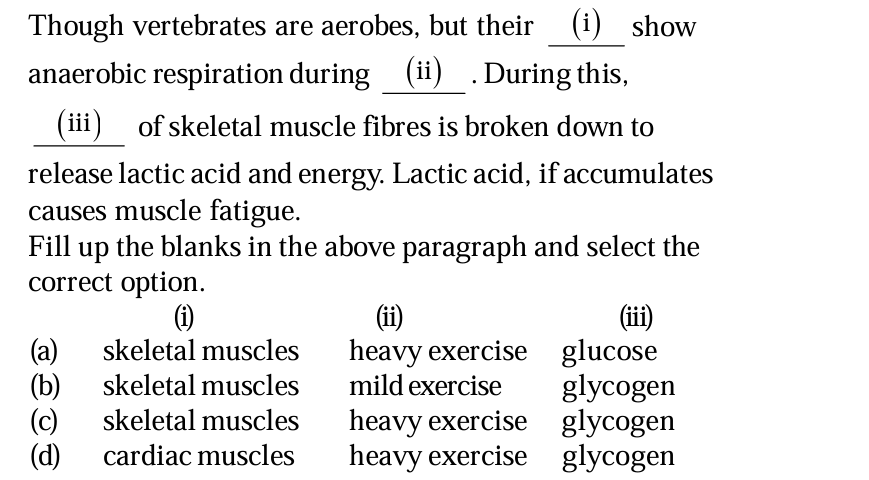 Though vertebrates are aerobes, but their (i) show
anaerobic respiration during (ii) . During this,
(iii) of skeletal muscle fibres is broken down to
release lactic acid and energy. Lactic acid, if accumulates
causes muscle fatigue.
Fill up the blanks in the above paragraph and select the
correct option.
(i) (ii) (iii)
(a) skeletal muscles heavy exercise glucose
(b) skeletal muscles mild exercise glycogen
(c) skeletal muscles heavy exercise glycogen
(d) cardiac muscles heavy exercise glycogen